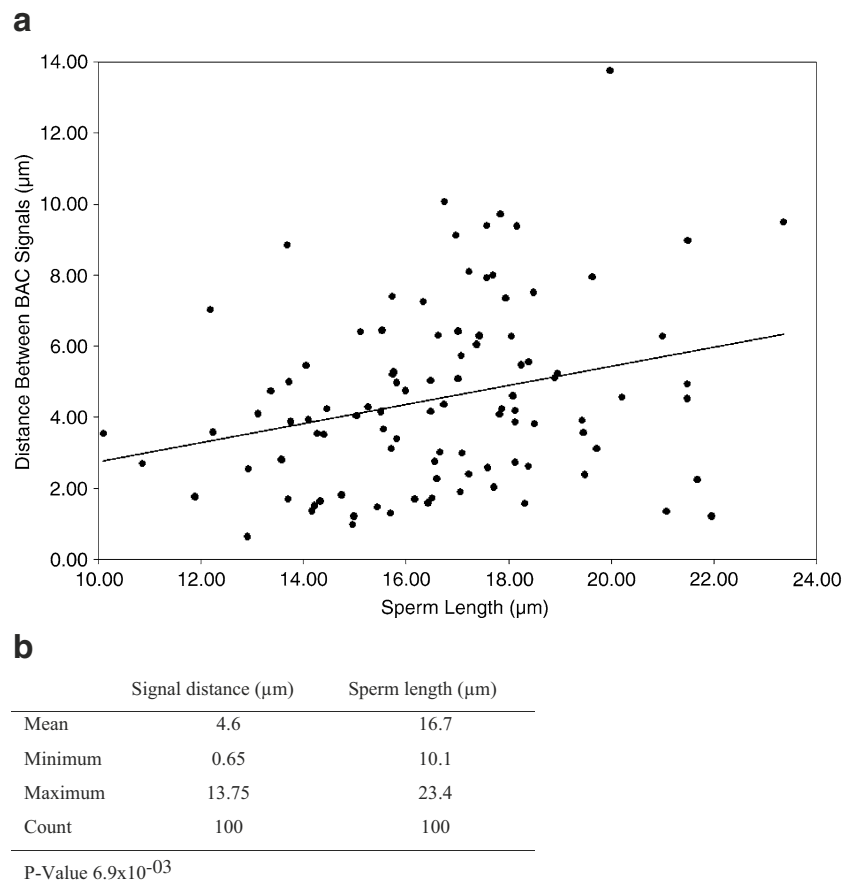 a
14.00
12.00
10.00
8.00
6.00
4.00
2.00
0.00
Distance Between BAC Signals (µm)
10.00 12.00 14.00 16.00 18.00 20.00 22.00 24.00
Sperm Length (µm)
b
Signal distance (µm) Sperm length (µm)
Mean 4.6 16.7
Minimum 0.65 10.1
Maximum 13.75 23.4
Count 100 100
P-Value 6.9x10-03